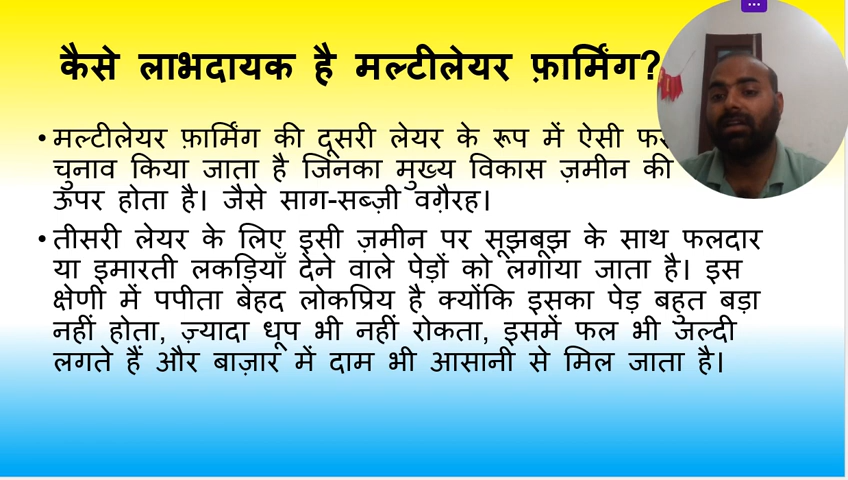 कैसे लाभदायक है मल्टीलेयर फ़ार्मिंग?
• मल्टीलेयर फ़ार्मिंग की दूसरी लेयर के रूप में ऐसी
चुनाव किया जाता है जिनका मुख्य विकास ज़मीन की
ऊपर होता है। जैसे साग-सब्ज़ी वग़ैरह।
• तीसरी लेयर के लिए इसी ज़मीन पर सूझबूझ के साथ फलदार
या इमारती लकड़ियाँ देने वाले पेड़ों को लगाया जाता है। इस
क्षेणी में पपीता बेहद लोकप्रिय है क्योंकि इसका पेड़ बहुत बड़ा
नहीं होता, ज़्यादा धूप भी नहीं रोकता, इसमें फल भी जल्दी
लगते हैं और बाज़ार में दाम भी आसानी से मिल जाता है।